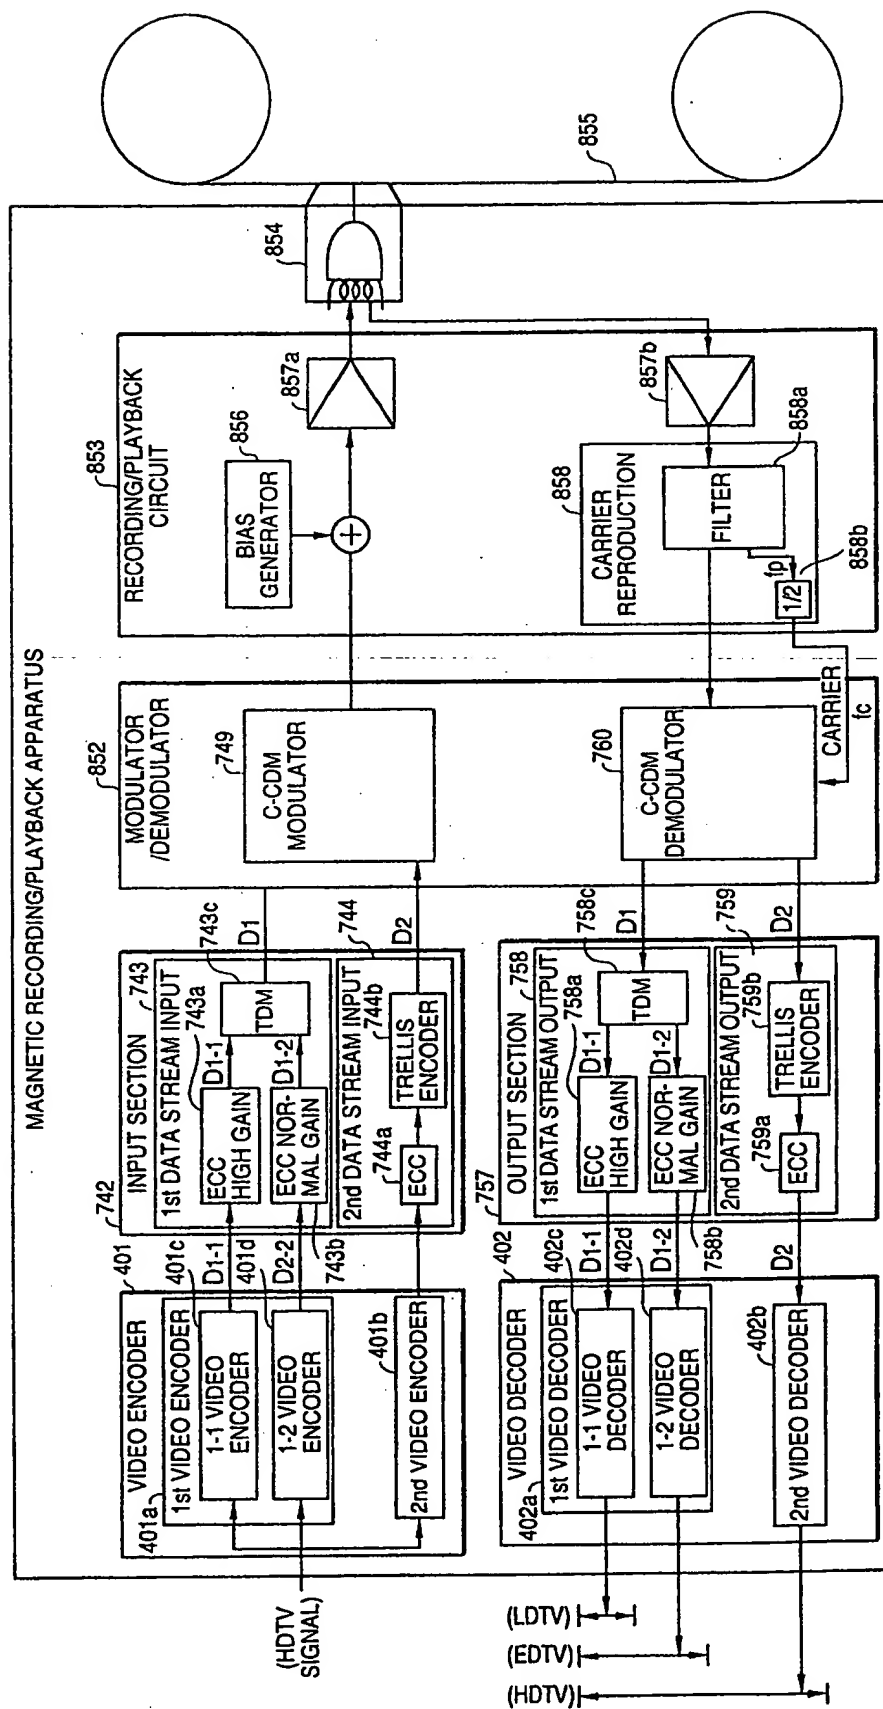 MAGNETIC RECORDING/PLAYBACK APPARATUS
(HDTV
SIGNAL)
401
VIDEO ENCODER
401a
1st VIDEO ENCODER
401c
1-1 VIDEO
ENCODER
401d
1-2 VIDEO
ENCODER
401b
2nd VIDEO ENCODER
D1-1
D2-2
742
INPUT SECTION
743
1st DATA STREAM INPUT
743a
ECC
HIGH GAIN
743b
ECC NOR-
MAL GAIN
D1-1
D1-2
743c
TDM
744
2nd DATA STREAM INPUT
744a
ECC
744b
TRELLIS
ENCODER
D1
D2
852
MODULATOR
/DEMODULATOR
749
C-CDM
MODULATOR
853
RECORDING/PLAYBACK
CIRCUIT
856
BIAS
GENERATOR
857a
854
855
(LDTV)
(EDTV)
(HDTV)
402
VIDEO DECODER
402a
1st VIDEO DECODER
402c
1-1 VIDEO
DECODER
402d
1-2 VIDEO
DECODER
402b
2nd VIDEO DECODER
D1-1
D1-2
D2
757
OUTPUT SECTION
758
1st DATA STREAM OUTPUT
758a
ECC
HIGH GAIN
758b
ECC NOR-
MAL GAIN
D1-1
D1-2
758c
TDM
759
2nd DATA STREAM OUTPUT
759a
ECC
759b
TRELLIS
ENCODER
D1
D2
760
C-CDM
DEMODULATOR
CARRIER
fc
858
CARRIER
REPRODUCTION
858a
FILTER
fp
1/2
858b
857b